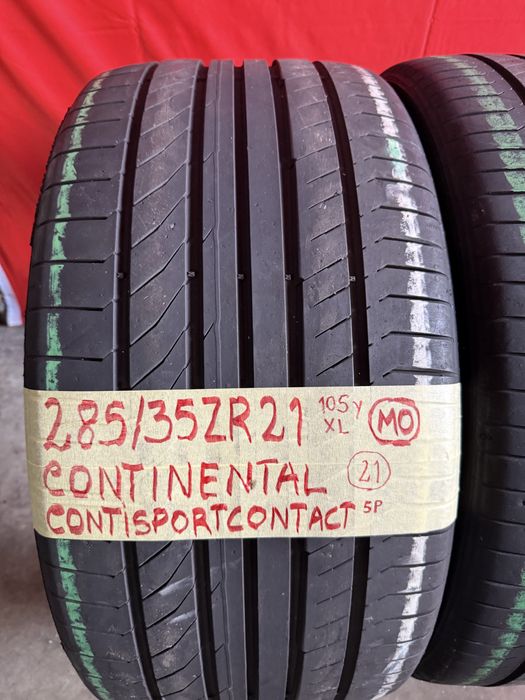 285/35ZR21 105Y XL MO
CONTINENTAL 21
CONTISPORTCONTACT 5P